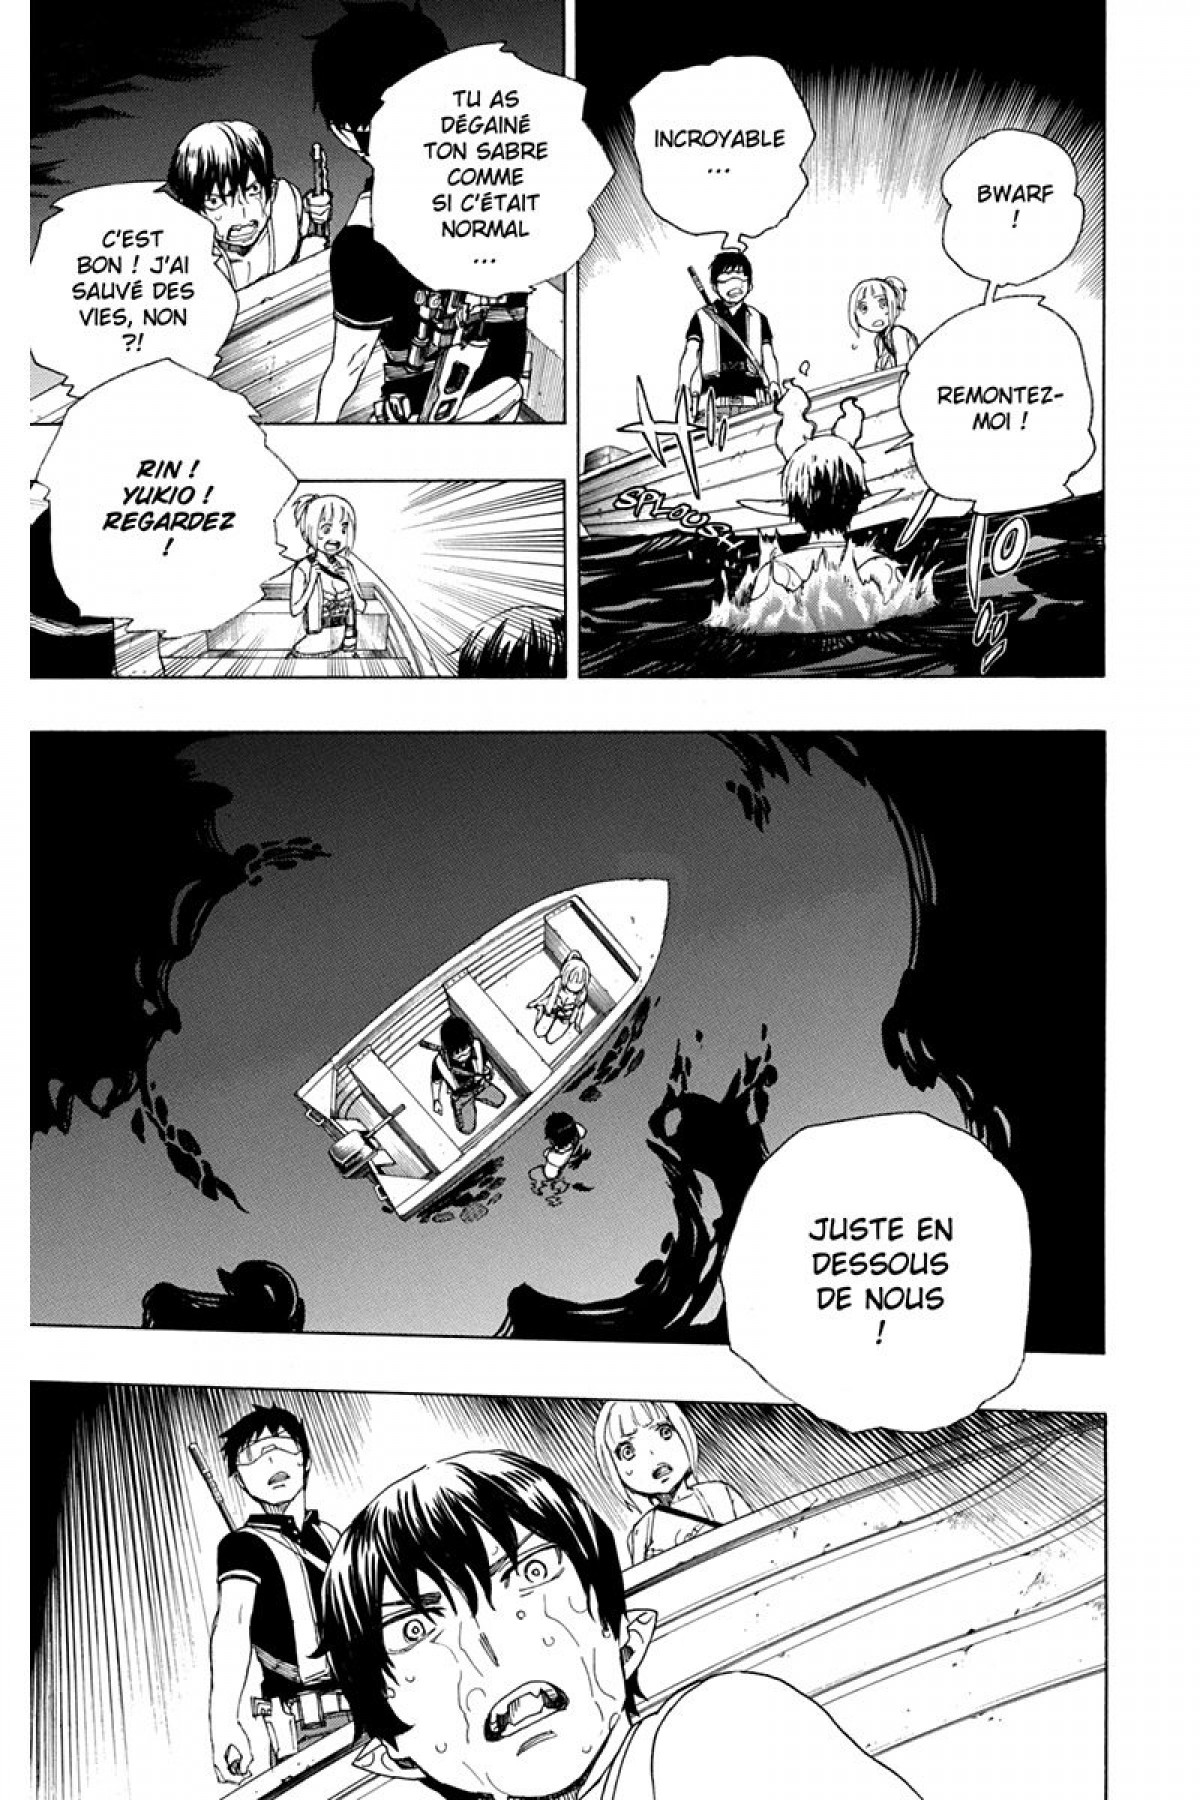 BWARF
!
INCROYABLE
...
REMONTEZ-
MOI !
SPLOUSH
TU AS
DÉGAINÉ
TON SABRE
COMME
SI C'ÉTAIT
NORMAL
...
C'EST
BON ! J'AI
SAUVÉ DES
VIES, NON
?!
RIN !
YUKIO !
REGARDEZ
!
JUSTE EN
DESSOUS
DE NOUS
!